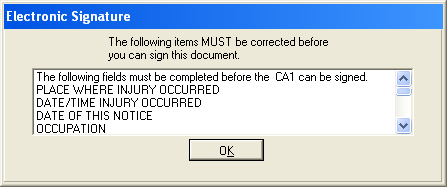 Electronic Signature
The following items MUST be corrected before
you can sign this document.
The following fields must be completed before the  CA1 can be signed.
PLACE WHERE INJURY OCCURRED
DATE/TIME INJURY OCCURRED
DATE OF THIS NOTICE
OCCUPATION
OK